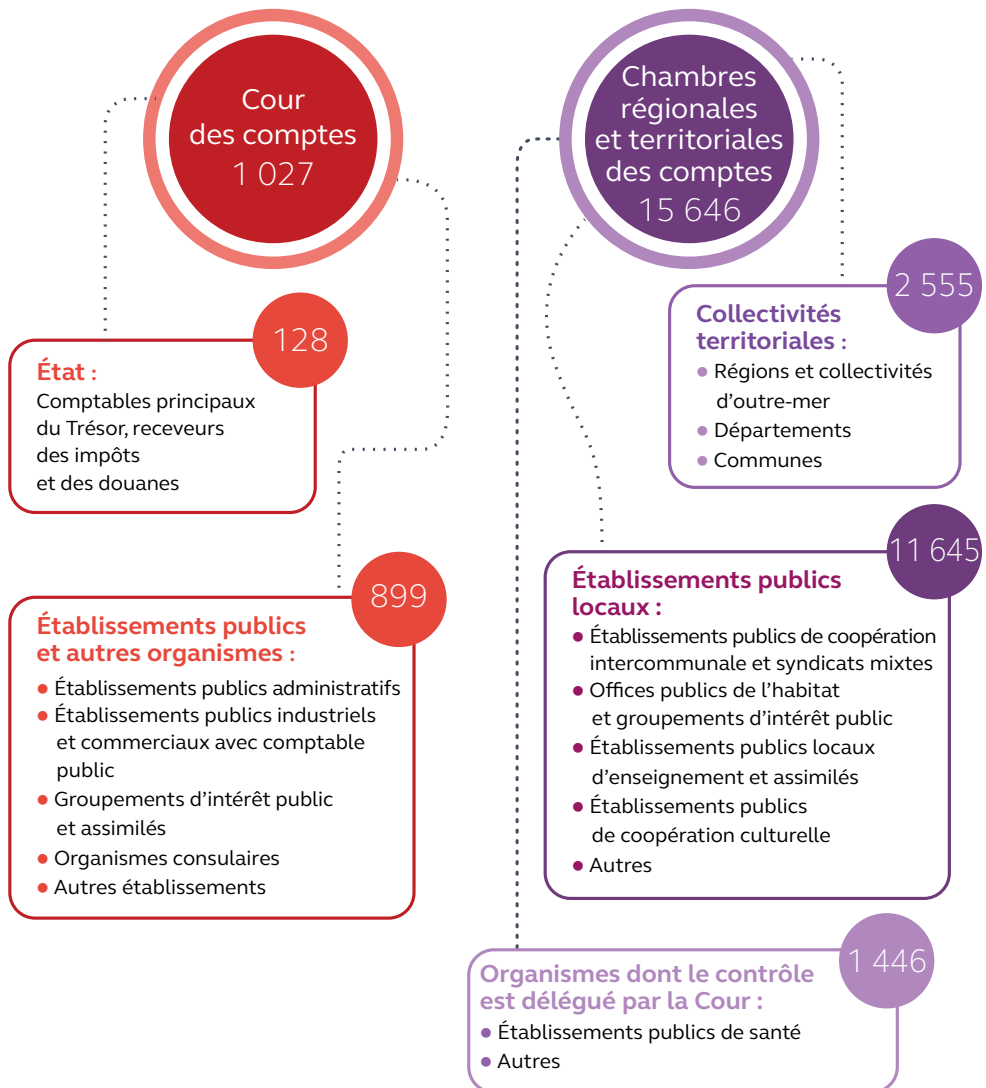 Cour
des comptes
1 027
128
État :
Comptables principaux
du Trésor, receveurs
des impôts
et des douanes
899
Établissements publics
et autres organismes :
• Établissements publics administratifs
• Établissements publics industriels
et commerciaux avec comptable
public
• Groupements d'intérêt public
et assimilés
• Organismes consulaires
• Autres établissements
Chambres
régionales
et territoriales
des comptes
15 646
2 555
Collectivités
territoriales :
• Régions et collectivités
d'outre-mer
• Départements
• Communes
11 645
Établissements publics
locaux :
• Établissements publics de coopération
intercommunale et syndicats mixtes
• Offices publics de l'habitat
et groupements d'intérêt public
• Établissements publics locaux
d'enseignement et assimilés
• Établissements publics
de coopération culturelle
• Autres
1 446
Organismes dont le contrôle
est délégué par la Cour :
• Établissements publics de santé
• Autres